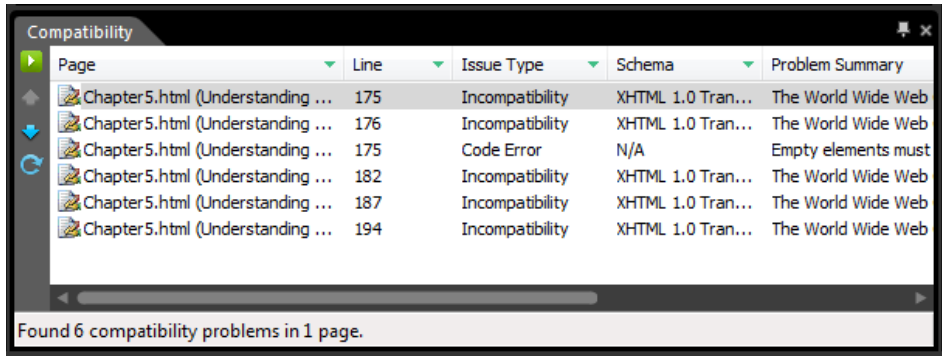 Compatibility
Page Line Issue Type Schema Problem Summary
Chapter5.html (Understanding ... 175 Incompatibility XHTML 1.0 Tran... The World Wide Web
Chapter5.html (Understanding ... 176 Incompatibility XHTML 1.0 Tran... The World Wide Web
Chapter5.html (Understanding ... 175 Code Error N/A Empty elements must
Chapter5.html (Understanding ... 182 Incompatibility XHTML 1.0 Tran... The World Wide Web
Chapter5.html (Understanding ... 187 Incompatibility XHTML 1.0 Tran... The World Wide Web
Chapter5.html (Understanding ... 194 Incompatibility XHTML 1.0 Tran... The World Wide Web
Found 6 compatibility problems in 1 page.